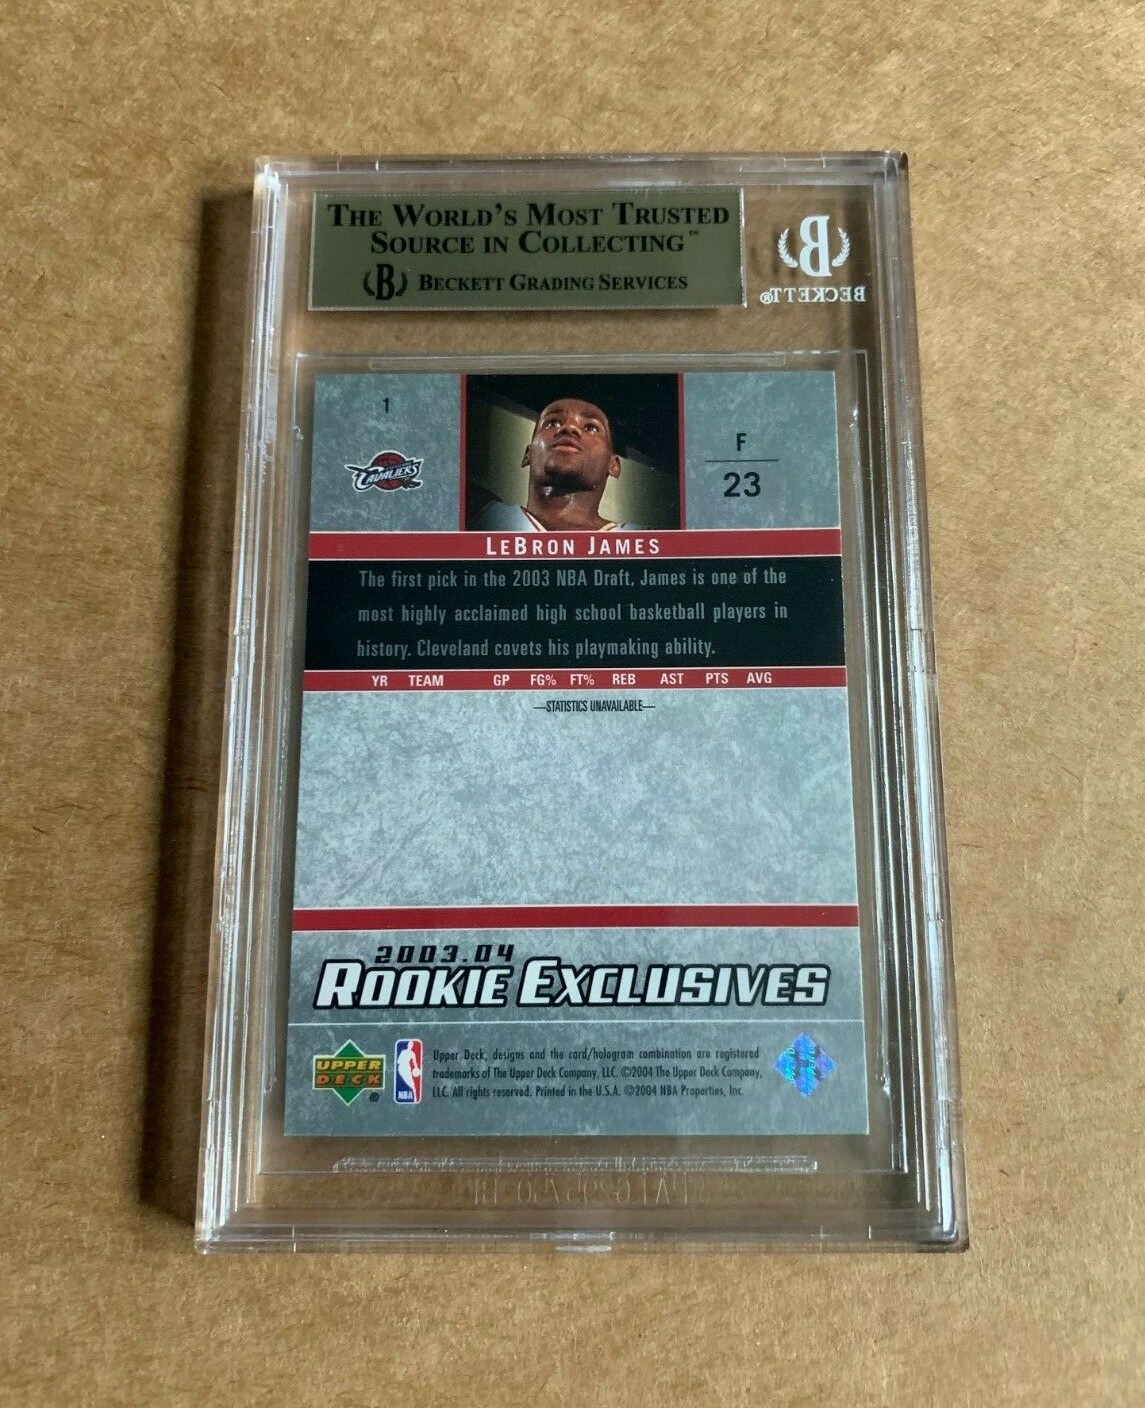 THE WORLD'S MOST TRUSTED
SOURCE IN COLLECTING™
B BECKETT GRADING SERVICES
B
BECKETT®
1
CAVALIERS
F
23
LEBRON JAMES
The first pick in the 2003 NBA Draft, James is one of the
most highly acclaimed high school basketball players in
history. Cleveland covets his playmaking ability.
YR TEAM GP FG% FT% REB AST PTS AVG
—STATISTICS UNAVAILABLE—
2003.04
ROOKIE EXCLUSIVES
UPPER
DECK®
NBA
Upper Deck, designs and the card/hologram combination are registered
trademarks of The Upper Deck Company, LLC. ©2004 The Upper Deck Company,
LLC. All rights reserved. Printed in the U.S.A. ©2004 NBA Properties, Inc.